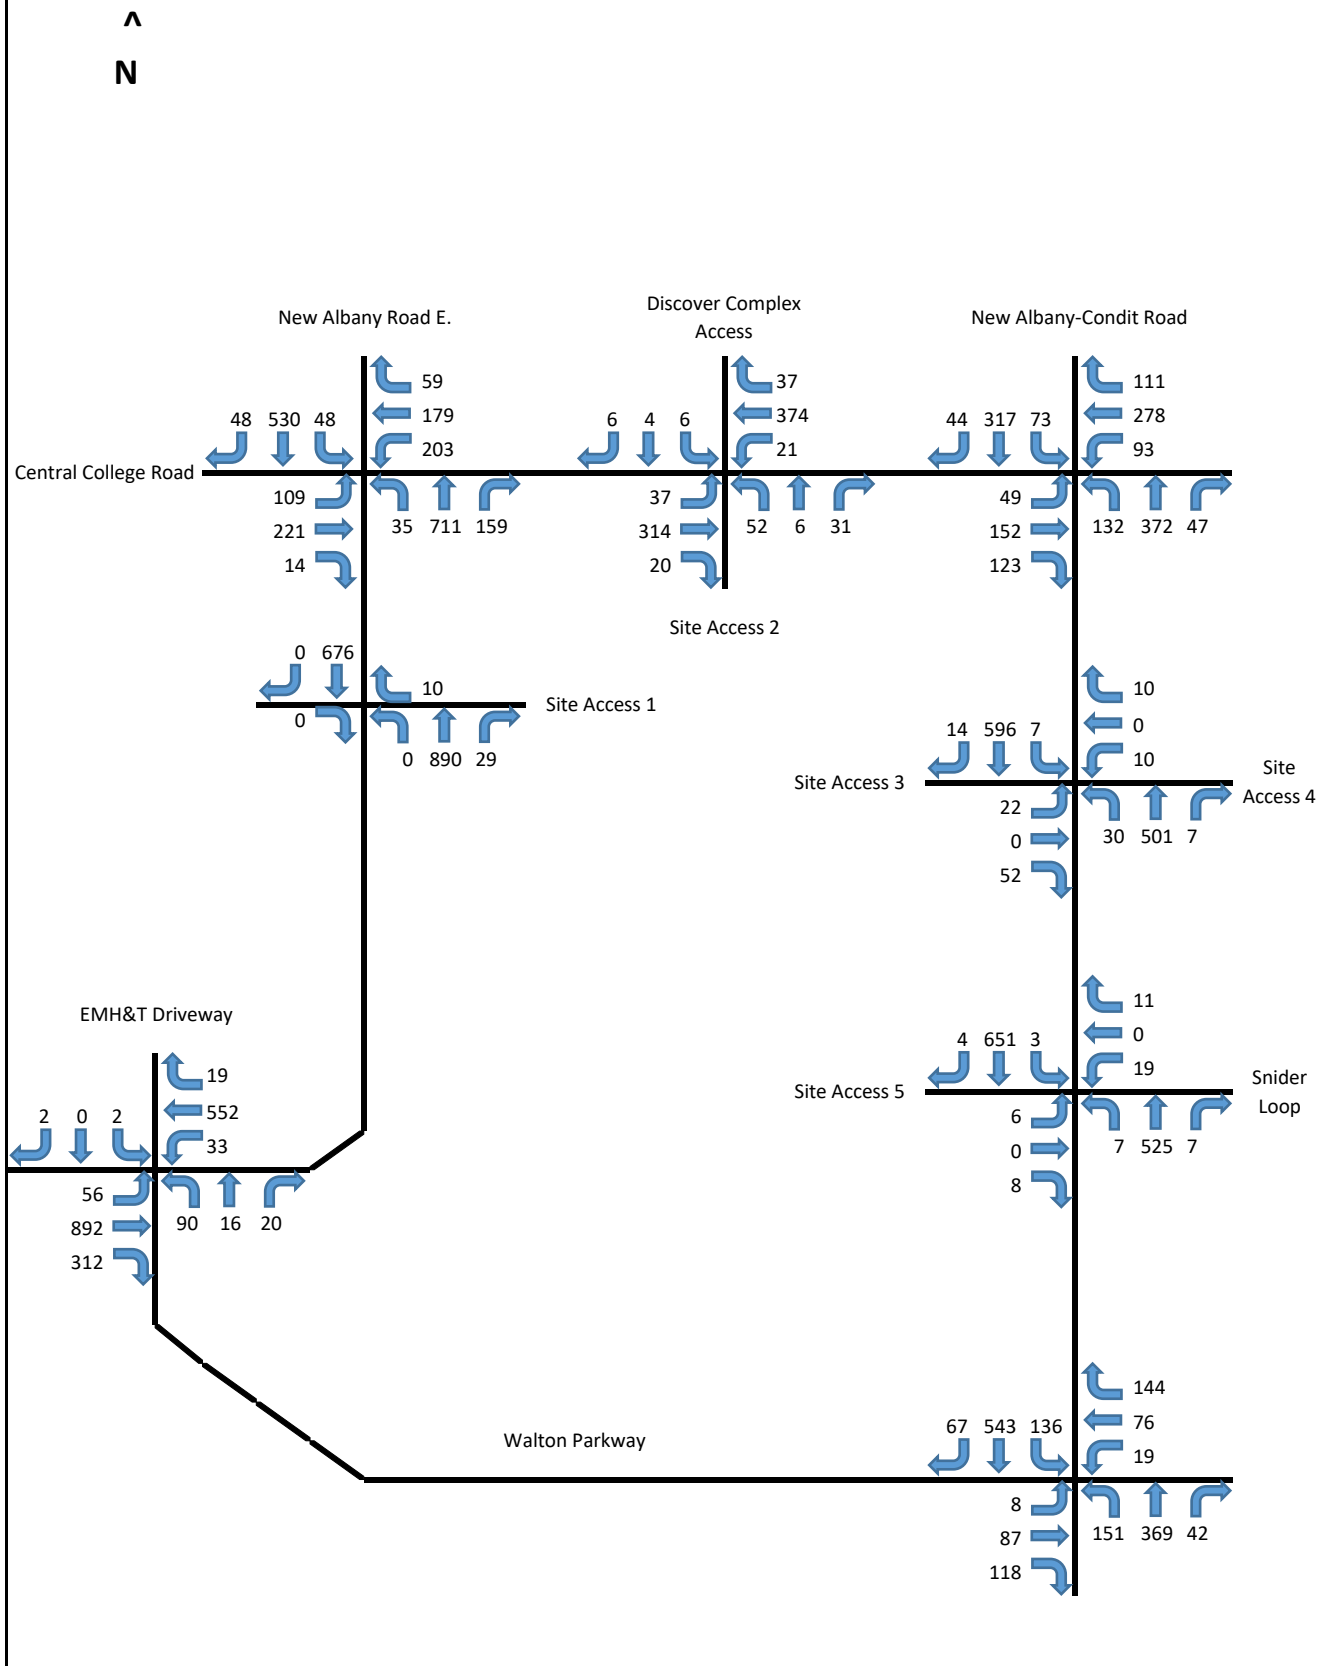 ^
N
New Albany Road E.
Discover Complex
Access
New Albany-Condit Road
59
179
203
48 530 48
37
374
21
6 4 6
111
278
93
44 317 73
Central College Road
109
221
14
35 711 159
37
314
20
52 6 31
49
152
123
132 372 47
Site Access 2
0 676
10
Site Access 1
0
0 890 29
10
0
10
14 596 7
Site Access 3
Site
Access 4
22
0
52
30 501 7
11
0
19
4 651 3
Site Access 5
Snider
Loop
6
0
8
7 525 7
EMH&T Driveway
19
552
33
2 0 2
56
892
312
90 16 20
Walton Parkway
144
76
19
67 543 136
8
87
118
151 369 42